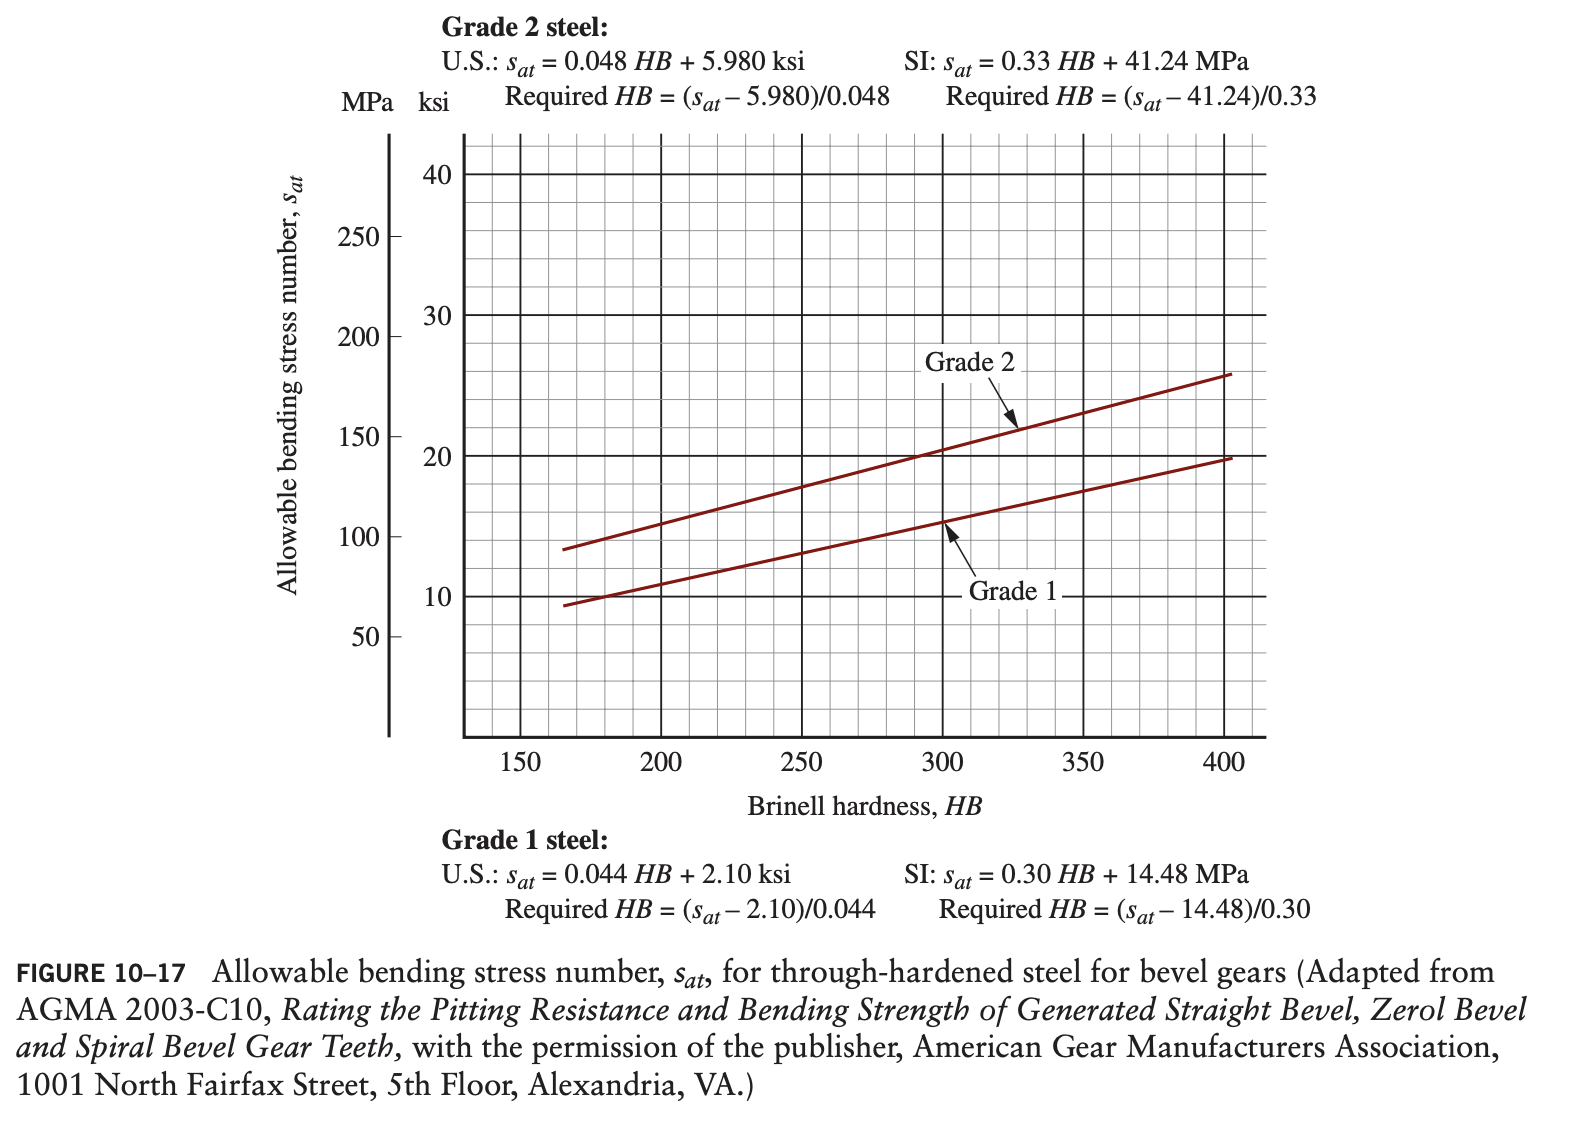 Grade 2 steel:
U.S.: sat = 0.048 HB + 5.980 ksi SI: sat = 0.33 HB + 41.24 MPa
Required HB = (sat – 5.980)/0.048 Required HB = (sat – 41.24)/0.33
MPa ksi
Allowable bending stress number, sat
40
250
30
200
Grade 2
150
20
100
10
Grade 1
50
150 200 250 300 350 400
Brinell hardness, HB
Grade 1 steel:
U.S.: sat = 0.044 HB + 2.10 ksi SI: sat = 0.30 HB + 14.48 MPa
Required HB = (sat – 2.10)/0.044 Required HB = (sat – 14.48)/0.30
FIGURE 10–17 Allowable bending stress number, sat, for through-hardened steel for bevel gears (Adapted from
AGMA 2003-C10, Rating the Pitting Resistance and Bending Strength of Generated Straight Bevel, Zerol Bevel
and Spiral Bevel Gear Teeth, with the permission of the publisher, American Gear Manufacturers Association,
1001 North Fairfax Street, 5th Floor, Alexandria, VA.)